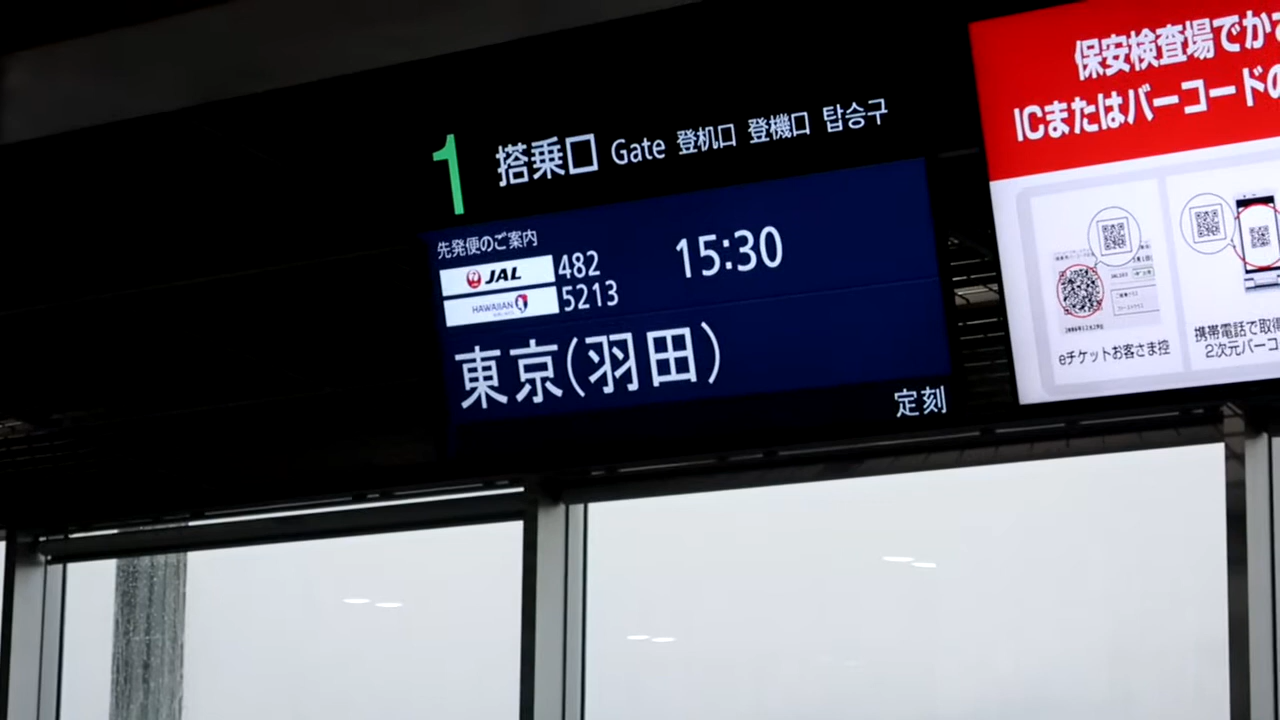 1 搭乗口 Gate 登机口 登機口 탑승구
先発便のご案内
JAL 482 15:30
HAWAIIAN 5213
東京(羽田)
定刻
保安検査場でかざ
ICまたはバーコードの
eチケットお客さま控
携帯電話で取得
2次元バーコ